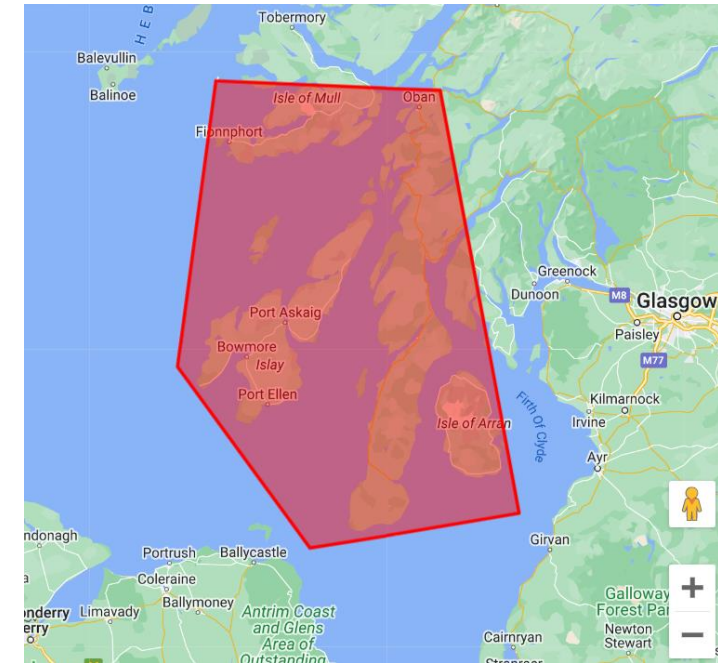 Tobermory
H E B
Balevullin
Balinoe
Isle of Mull
Oban
Fionnphort
Greenock
Dunoon
M8
Glasgow
Paisley
M77
Port Askaig
Bowmore
Islay
Port Ellen
Isle of Arran
Firth Of Clyde
Kilmarnock
Irvine
Ayr
Girvan
ndonagh
Portrush
Ballycastle
Coleraine
Ballymoney
Limavady
onderry
erry
Antrim Coast
and Glens
Area of
Outstanding
Galloway
Forest Par
Newton
Stewart
Cairnryan
Stranraer
+
−